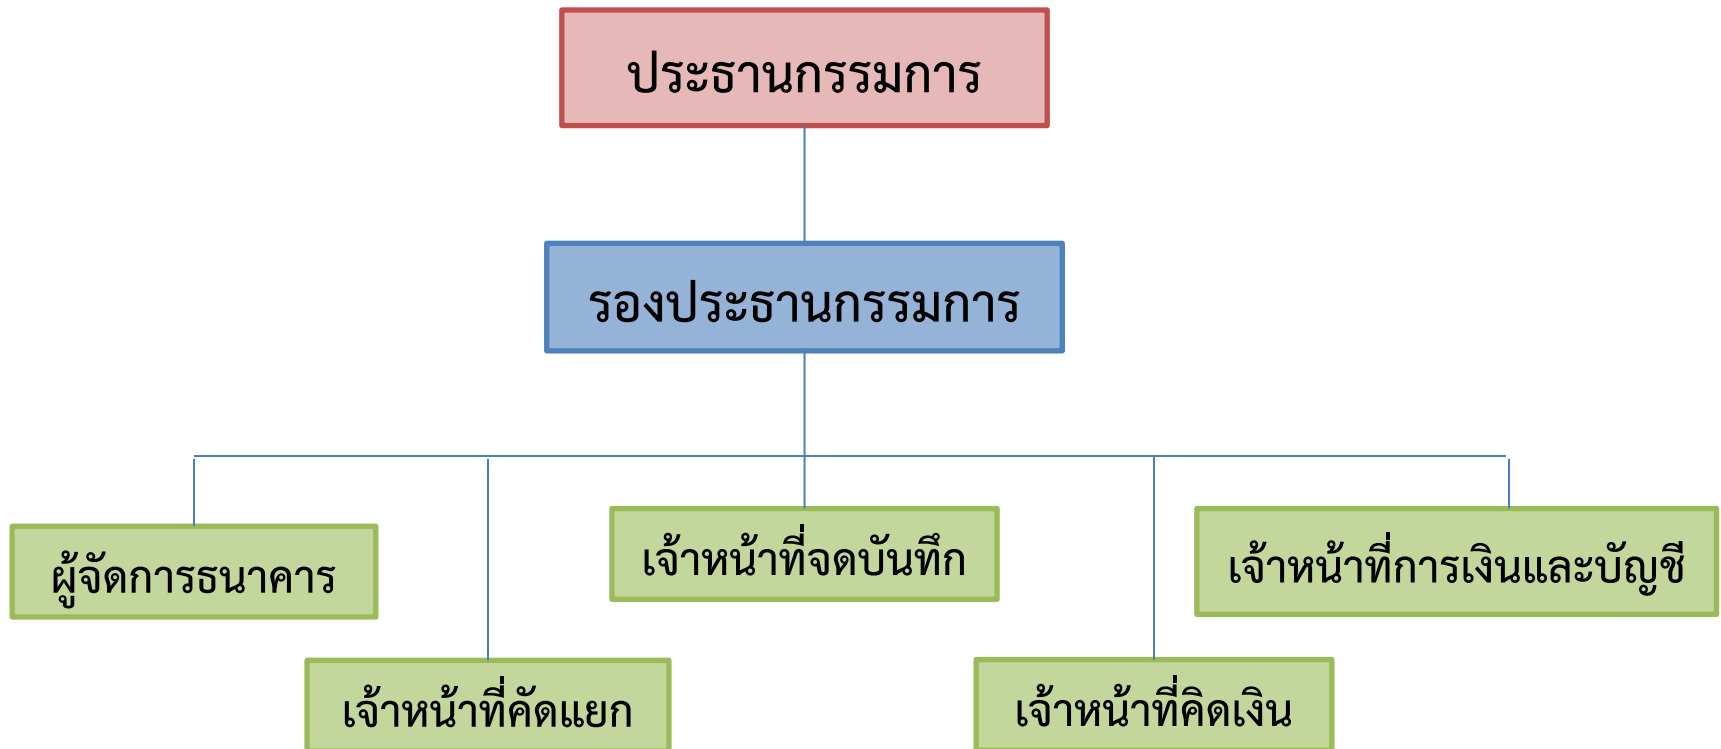 ประธานกรรมการ
รองประธานกรรมการ
ผู้จัดการธนาคาร
เจ้าหน้าที่คัดแยก
เจ้าหน้าที่จดบันทึก
เจ้าหน้าที่คิดเงิน
เจ้าหน้าที่การเงินและบัญชี